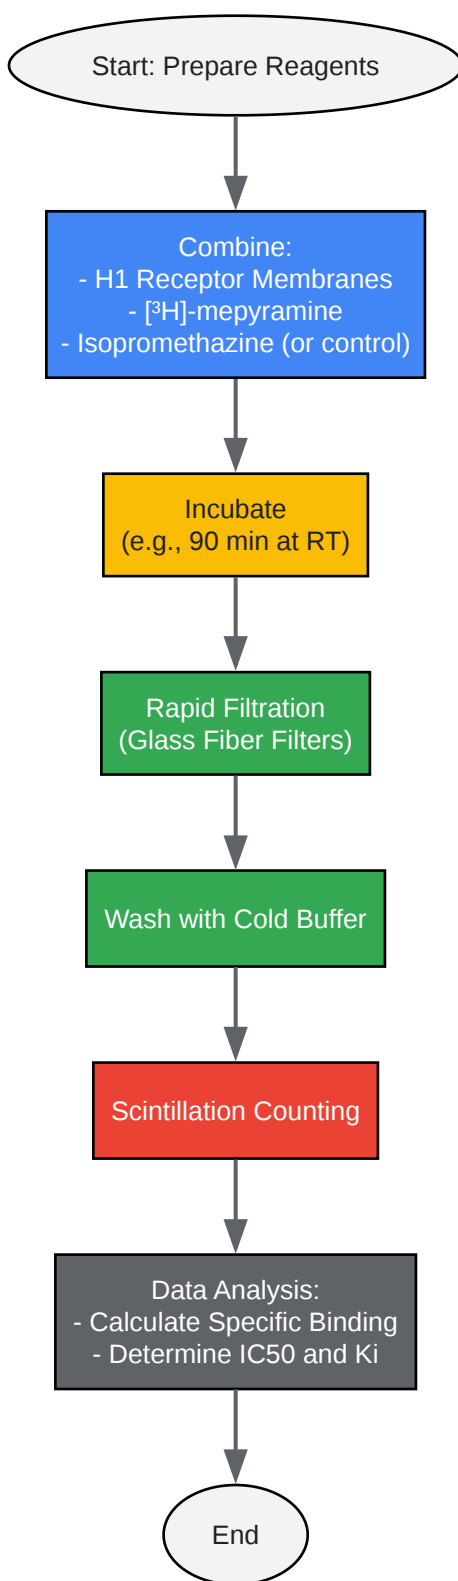 Start: Prepare Reagents
Combine:
- H1 Receptor Membranes
- [³H]-mepyramine
- Isopromethazine (or control)
Incubate
(e.g., 90 min at RT)
Rapid Filtration
(Glass Fiber Filters)
Wash with Cold Buffer
Scintillation Counting
Data Analysis:
- Calculate Specific Binding
- Determine IC50 and Ki
End